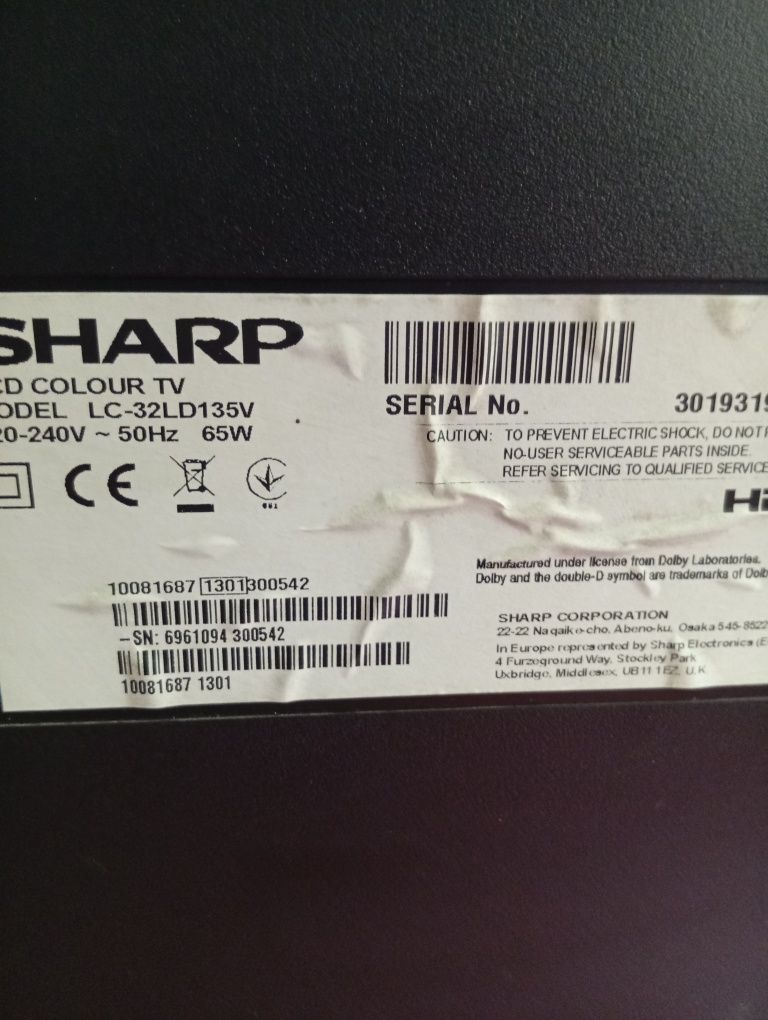 SHARP
CD COLOUR TV
ODEL LC-32LD135V
20-240V ~ 50Hz 65W
SERIAL No. 3019319
CAUTION: TO PREVENT ELECTRIC SHOCK, DO NOT R
NO-USER SERVICEABLE PARTS INSIDE.
REFER SERVICING TO QUALIFIED SERVICE
CE
10081687 1301 300542
-SN: 6961094 300542
10081687 1301
Manufactured under license from Dolby Laboratories.
Dolby and the double-D symbol are trademarks of Dolb
SHARP CORPORATION
22-22 Nagaike-cho, Abeno-ku, Osaka 545-8522
In Europe represented by Sharp Electronics (E
4 Furzeground Way, Stockley Park
Uxbridge, Middlesex, UB11 1EZ, U.K